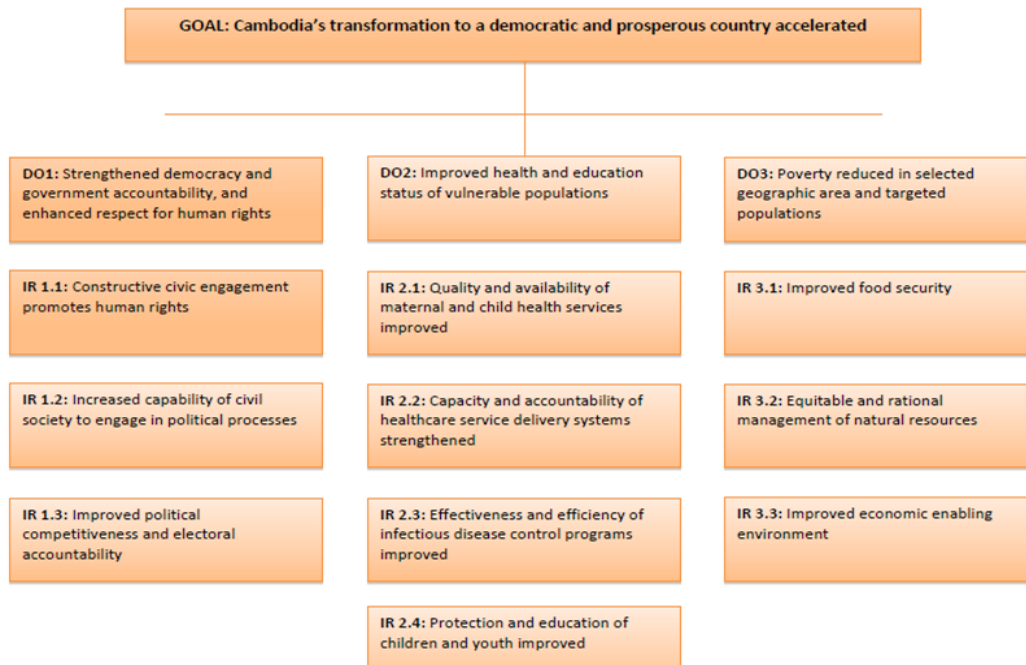 GOAL: Cambodia’s transformation to a democratic and prosperous country accelerated
DO1: Strengthened democracy and
government accountability, and
enhanced respect for human rights
DO2: Improved health and education
status of vulnerable populations
DO3: Poverty reduced in selected
geographic area and targeted
populations
IR 1.1: Constructive civic engagement
promotes human rights
IR 2.1: Quality and availability of
maternal and child health services
improved
IR 3.1: Improved food security
IR 1.2: Increased capability of civil
society to engage in political processes
IR 2.2: Capacity and accountability of
healthcare service delivery systems
strengthened
IR 3.2: Equitable and rational
management of natural resources
IR 1.3: Improved political
competitiveness and electoral
accountability
IR 2.3: Effectiveness and efficiency of
infectious disease control programs
improved
IR 3.3: Improved economic enabling
environment
IR 2.4: Protection and education of
children and youth improved